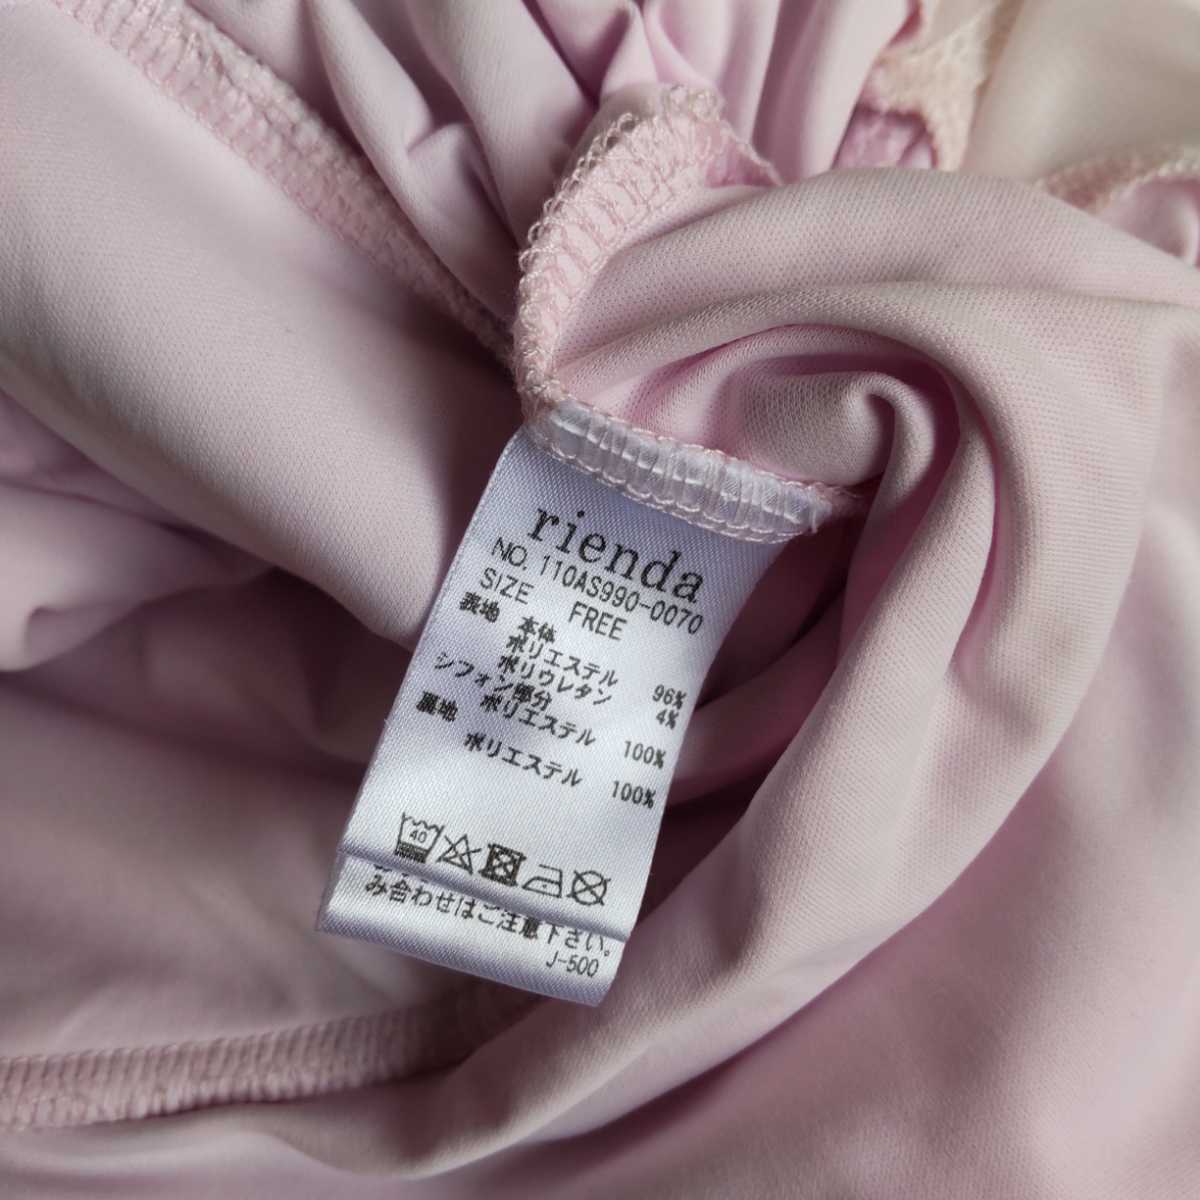 rienda
NO. 110AS990-0070
SIZE FREE
表地 本体
ポリエステル 96%
ポリウレタン 4%
シフォン部分
ポリエステル 100%
裏地
ポリエステル 100%
40
み合わせはご注意下さい。
J-500